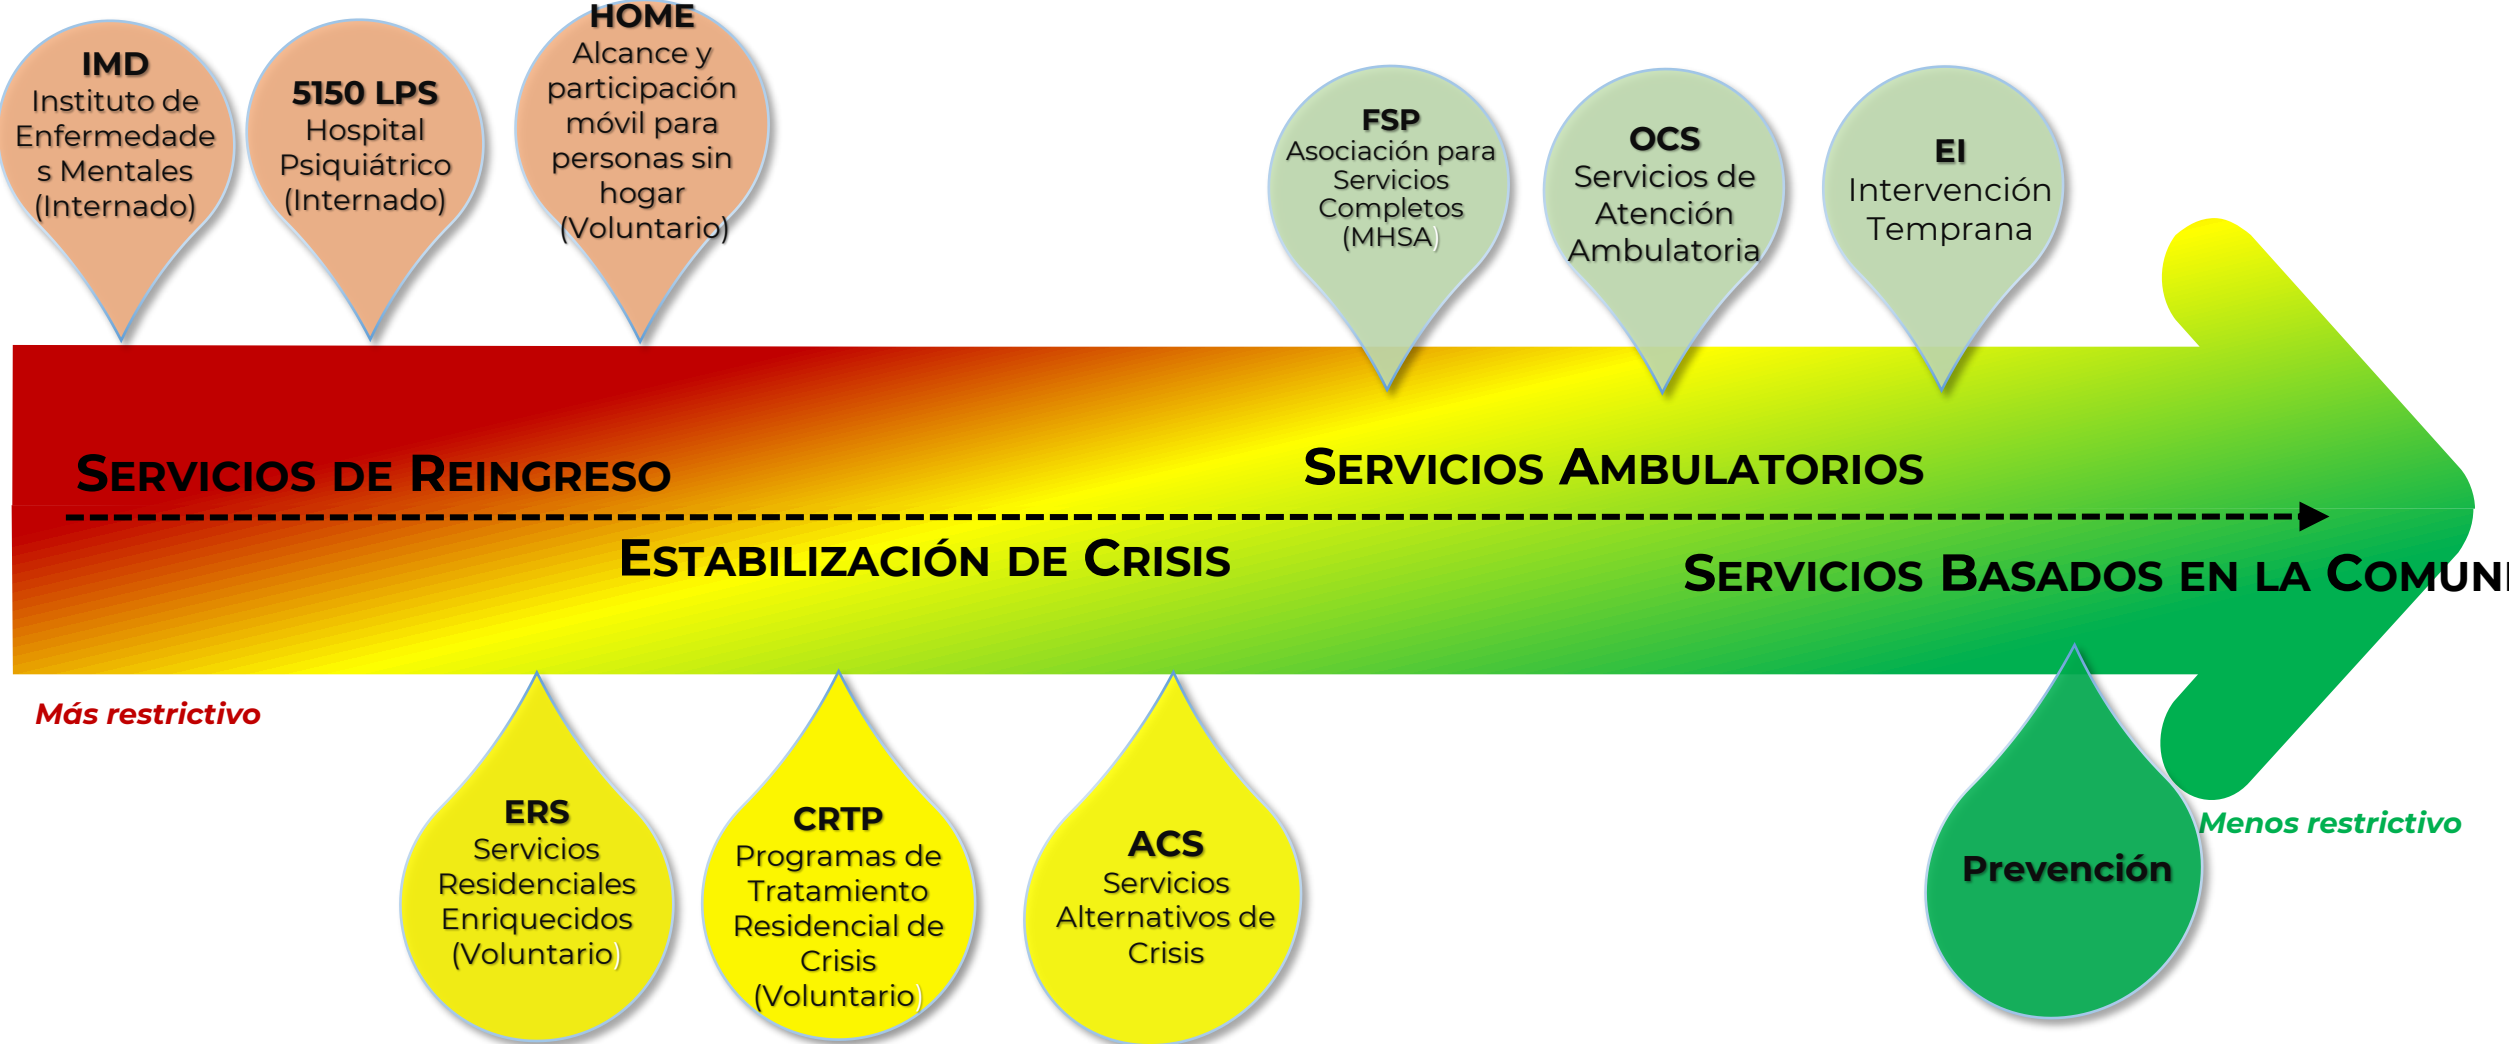 IMD
Instituto de
Enfermedade
s Mentales
(Internado)
5150 LPS
Hospital
Psiquiátrico
(Internado)
HOME
Alcance y
participación
móvil para
personas sin
hogar
(Voluntario)
FSP
Asociación para
Servicios
Completos
(MHSA)
OCS
Servicios de
Atención
Ambulatoria
EI
Intervención
Temprana
SERVICIOS DE REINGRESO
SERVICIOS AMBULATORIOS
ESTABILIZACIÓN DE CRISIS
SERVICIOS BASADOS EN LA COMUNI
Más restrictivo
Menos restrictivo
ERS
Servicios
Residenciales
Enriquecidos
(Voluntario)
CRTP
Programas de
Tratamiento
Residencial de
Crisis
(Voluntario)
ACS
Servicios
Alternativos de
Crisis
Prevención